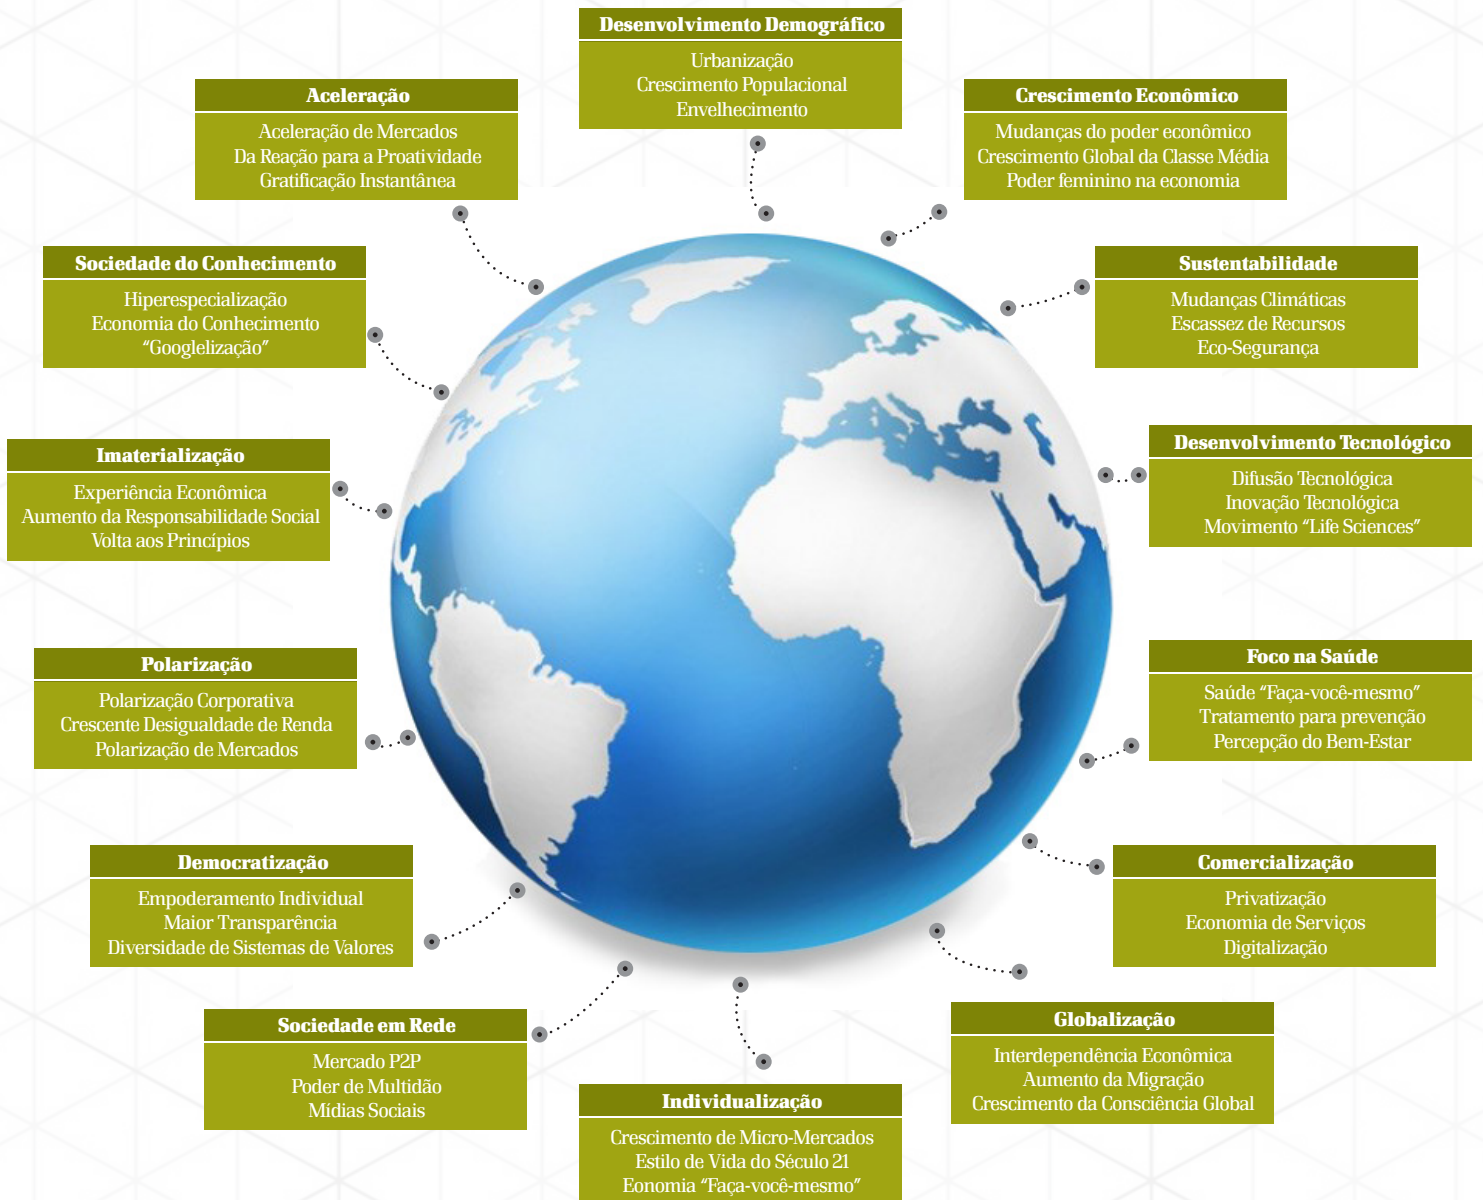 Desenvolvimento Demográfico
Urbanização
Crescimento Populacional
Envelhecimento
Crescimento Econômico
Mudanças do poder econômico
Crescimento Global da Classe Média
Poder feminino na economia
Sustentabilidade
Mudanças Climáticas
Escassez de Recursos
Eco-Segurança
Desenvolvimento Tecnológico
Difusão Tecnológica
Inovação Tecnológica
Movimento “Life Sciences”
Foco na Saúde
Saúde “Faça-você-mesmo”
Tratamento para prevenção
Percepção do Bem-Estar
Comercialização
Privatização
Economia de Serviços
Digitalização
Globalização
Interdependência Econômica
Aumento da Migração
Crescimento da Consciência Global
Individualização
Crescimento de Micro-Mercados
Estilo de Vida do Século 21
Eonomia “Faça-você-mesmo”
Sociedade em Rede
Mercado P2P
Poder de Multidão
Mídias Sociais
Democratização
Empoderamento Individual
Maior Transparência
Diversidade de Sistemas de Valores
Polarização
Polarização Corporativa
Crescente Desigualdade de Renda
Polarização de Mercados
Imaterialização
Experiência Econômica
Aumento da Responsabilidade Social
Volta aos Princípios
Sociedade do Conhecimento
Hiperespecialização
Economia do Conhecimento
“Googlelização”
Aceleração
Aceleração de Mercados
Da Reação para a Proatividade
Gratificação Instantânea